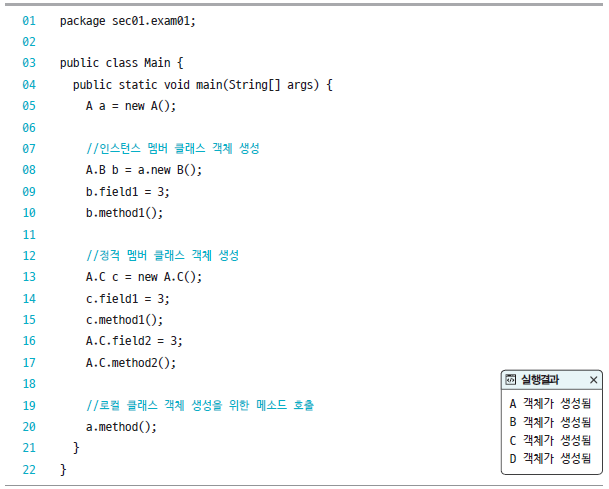 01 package sec01.exam01;
02
03 public class Main {
04 public static void main(String[] args) {
05 A a = new A();
06
07 //인스턴스 멤버 클래스 객체 생성
08 A.B b = a.new B();
09 b.field1 = 3;
10 b.method1();
11
12 //정적 멤버 클래스 객체 생성
13 A.C c = new A.C();
14 c.field1 = 3;
15 c.method1();
16 A.C.field2 = 3;
17 A.C.method2();
18
19 //로컬 클래스 객체 생성을 위한 메소드 호출
20 a.method();
21 }
22 }
실행결과
A 객체가 생성됨
B 객체가 생성됨
C 객체가 생성됨
D 객체가 생성됨